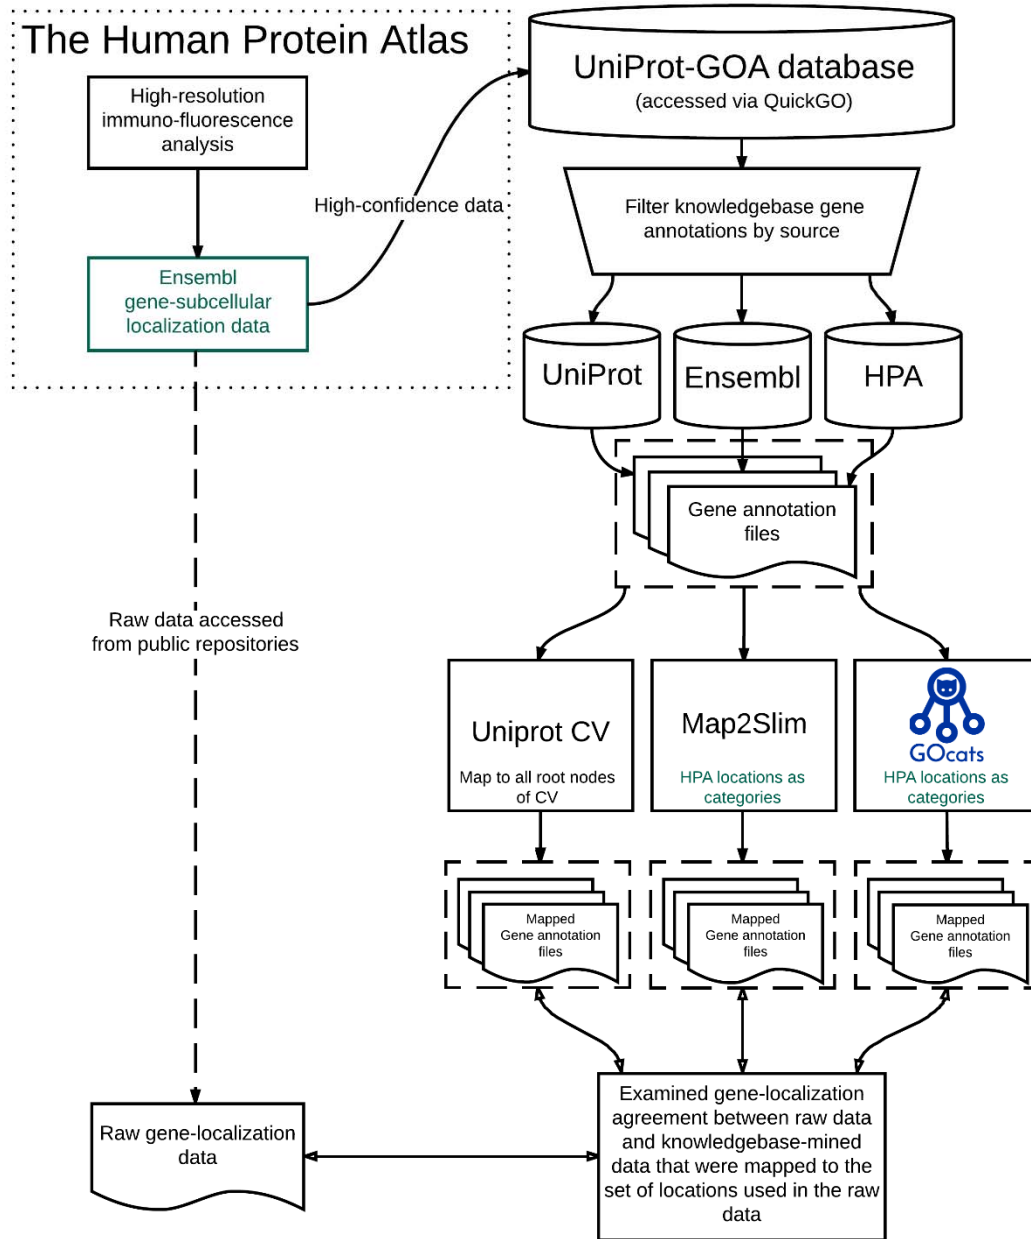 The Human Protein Atlas
High-resolution
immuno-fluorescence
analysis
High-confidence data
Ensembl
gene-subcellular
localization data
UniProt-GOA database
(accessed via QuickGO)
Filter knowledgebase gene
annotations by source
UniProt
Ensembl
HPA
Gene annotation
files
Raw data accessed
from public repositories
Uniprot CV
Map to all root nodes
of CV
Map2Slim
HPA locations as
categories
GOcats
HPA locations as
categories
Mapped
Gene annotation
files
Mapped
Gene annotation
files
Mapped
Gene annotation
files
Raw gene-localization
data
Examined gene-localization
agreement between raw data
and knowledgebase-mined
data that were mapped to the
set of locations used in the raw
data